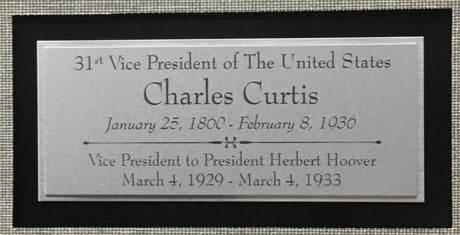 31st Vice President of The United States
Charles Curtis
January 25, 1860 - February 8, 1936
Vice President to President Herbert Hoover
March 4, 1929 - March 4, 1933